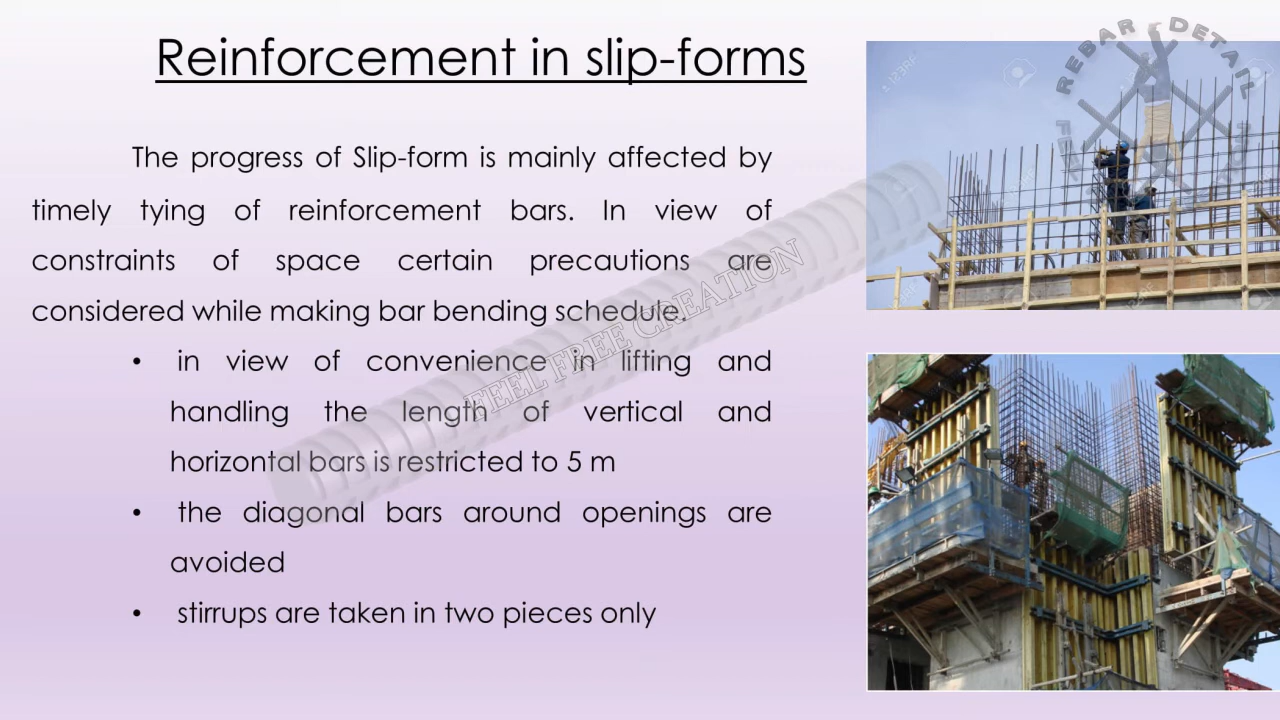 Reinforcement in slip-forms
The progress of Slip-form is mainly affected by
timely tying of reinforcement bars. In view of
constraints of space certain precautions are
considered while making bar bending schedule.
• in view of convenience in lifting and
handling the length of vertical and
horizontal bars is restricted to 5 m
• the diagonal bars around openings are
avoided
• stirrups are taken in two pieces only
FEEL FREE CREATION
REBAR DETAIL
123RF